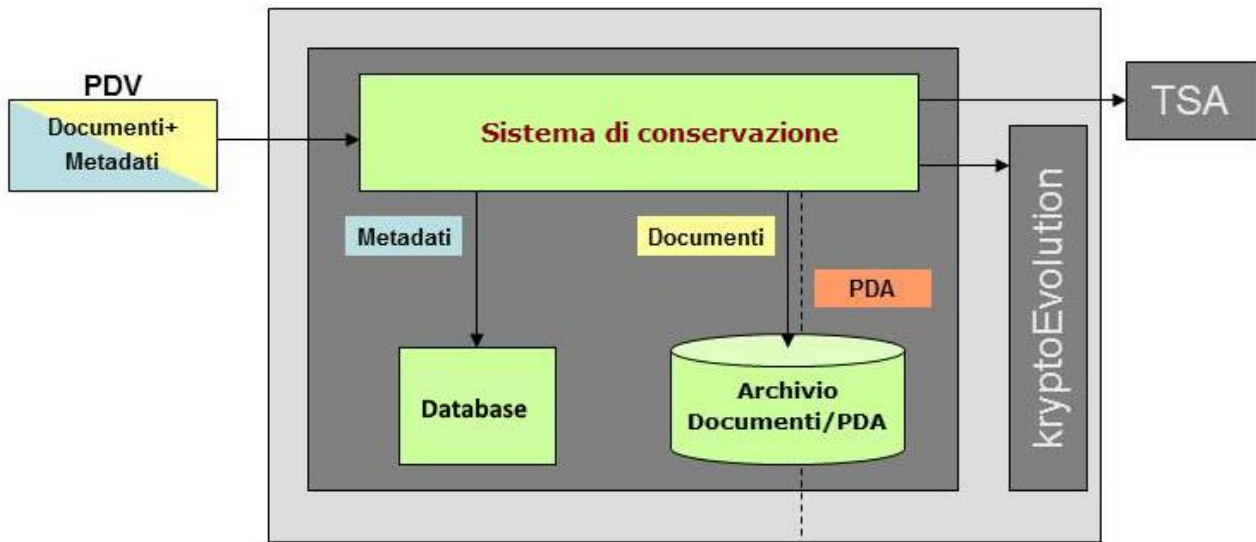 PDV
Documenti+
Metadati
Sistema di conservazione
TSA
kryptoEvolution
Metadati
Documenti
PDA
Database
Archivio
Documenti/PDA